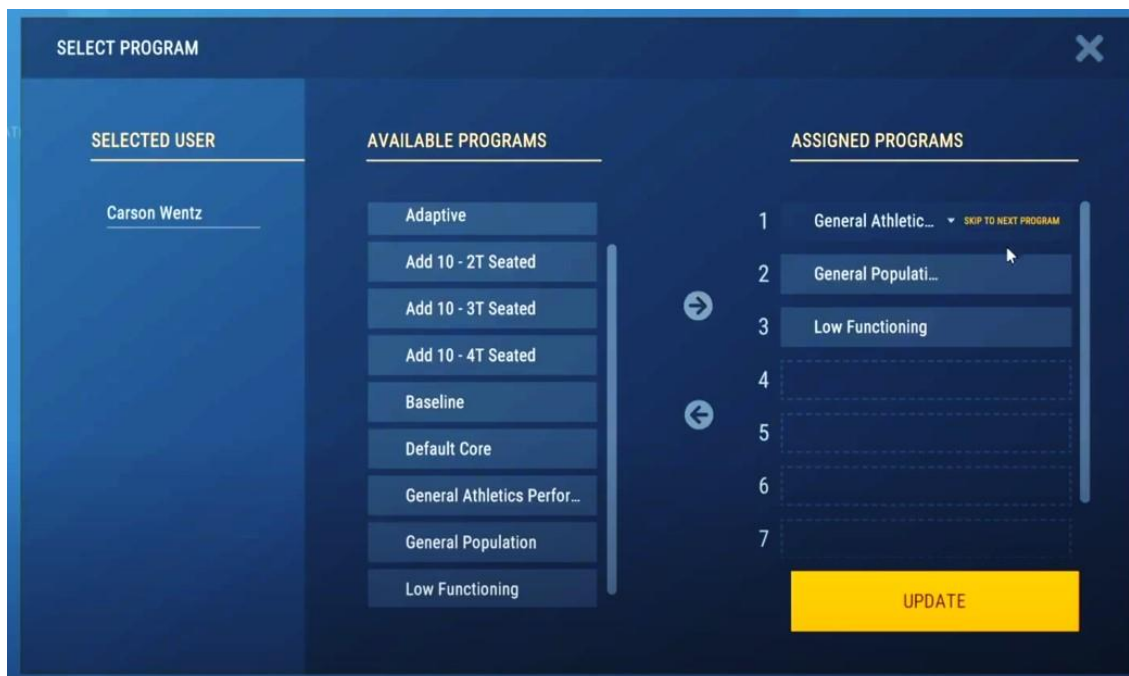 SELECT PROGRAM
SELECTED USER
Carson Wentz
AVAILABLE PROGRAMS
Adaptive
Add 10 - 2T Seated
Add 10 - 3T Seated
Add 10 - 4T Seated
Baseline
Default Core
General Athletics Perfor...
General Population
Low Functioning
ASSIGNED PROGRAMS
1 General Athletic... SKIP TO NEXT PROGRAM
2 General Populati...
3 Low Functioning
4
5
6
7
UPDATE